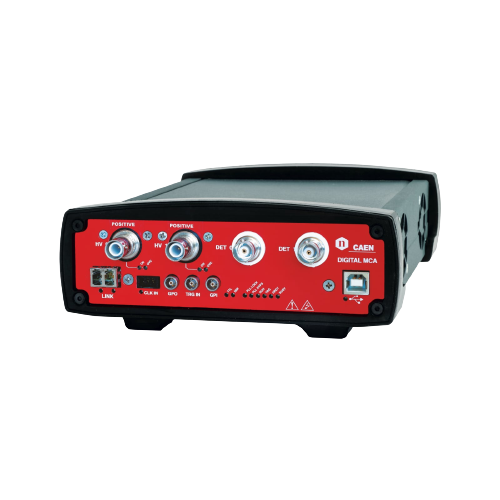 POSITIVE
POSITIVE
HV
HV
DET
DET
n CAEN
DIGITAL MCA
LINK
CLK IN
GPO
TRG IN
GPI